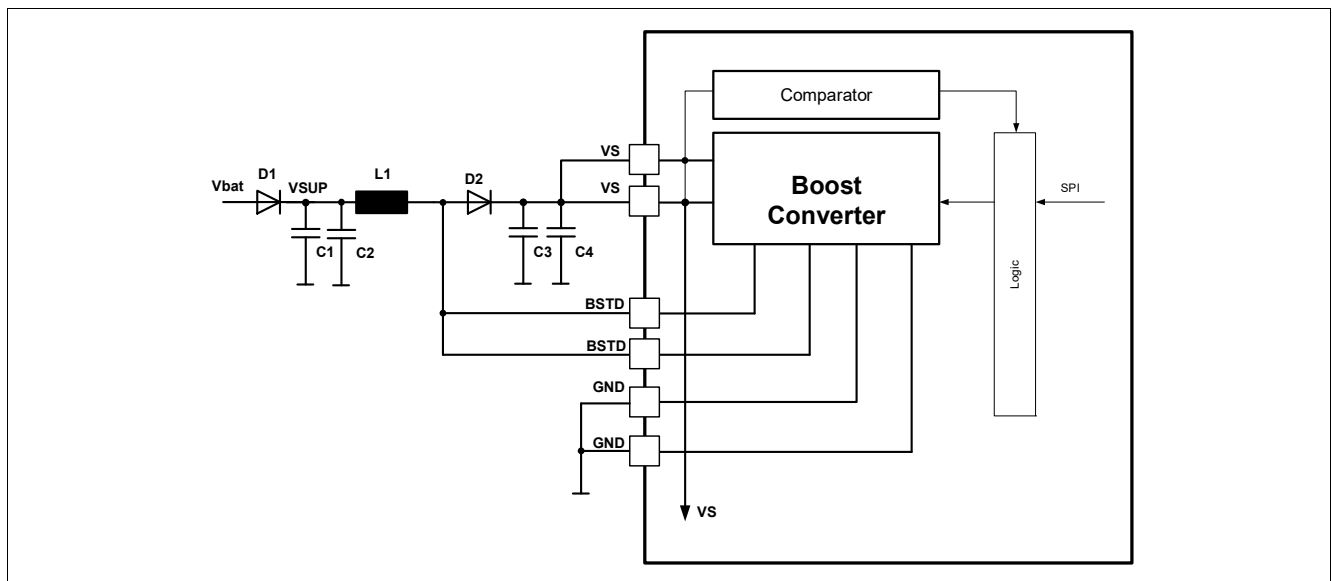 Comparator
VS
Boost
Converter
D1
L1
D2
VS
Vbat
VSUP
SPI
C1
C2
C3
C4
Logic
BSTD
BSTD
GND
GND
VS